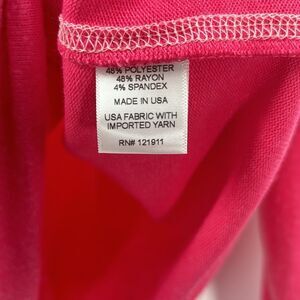 48% POLYESTER
48% RAYON
4% SPANDEX
MADE IN USA
USA FABRIC WITH
IMPORTED YARN
RN# 121911